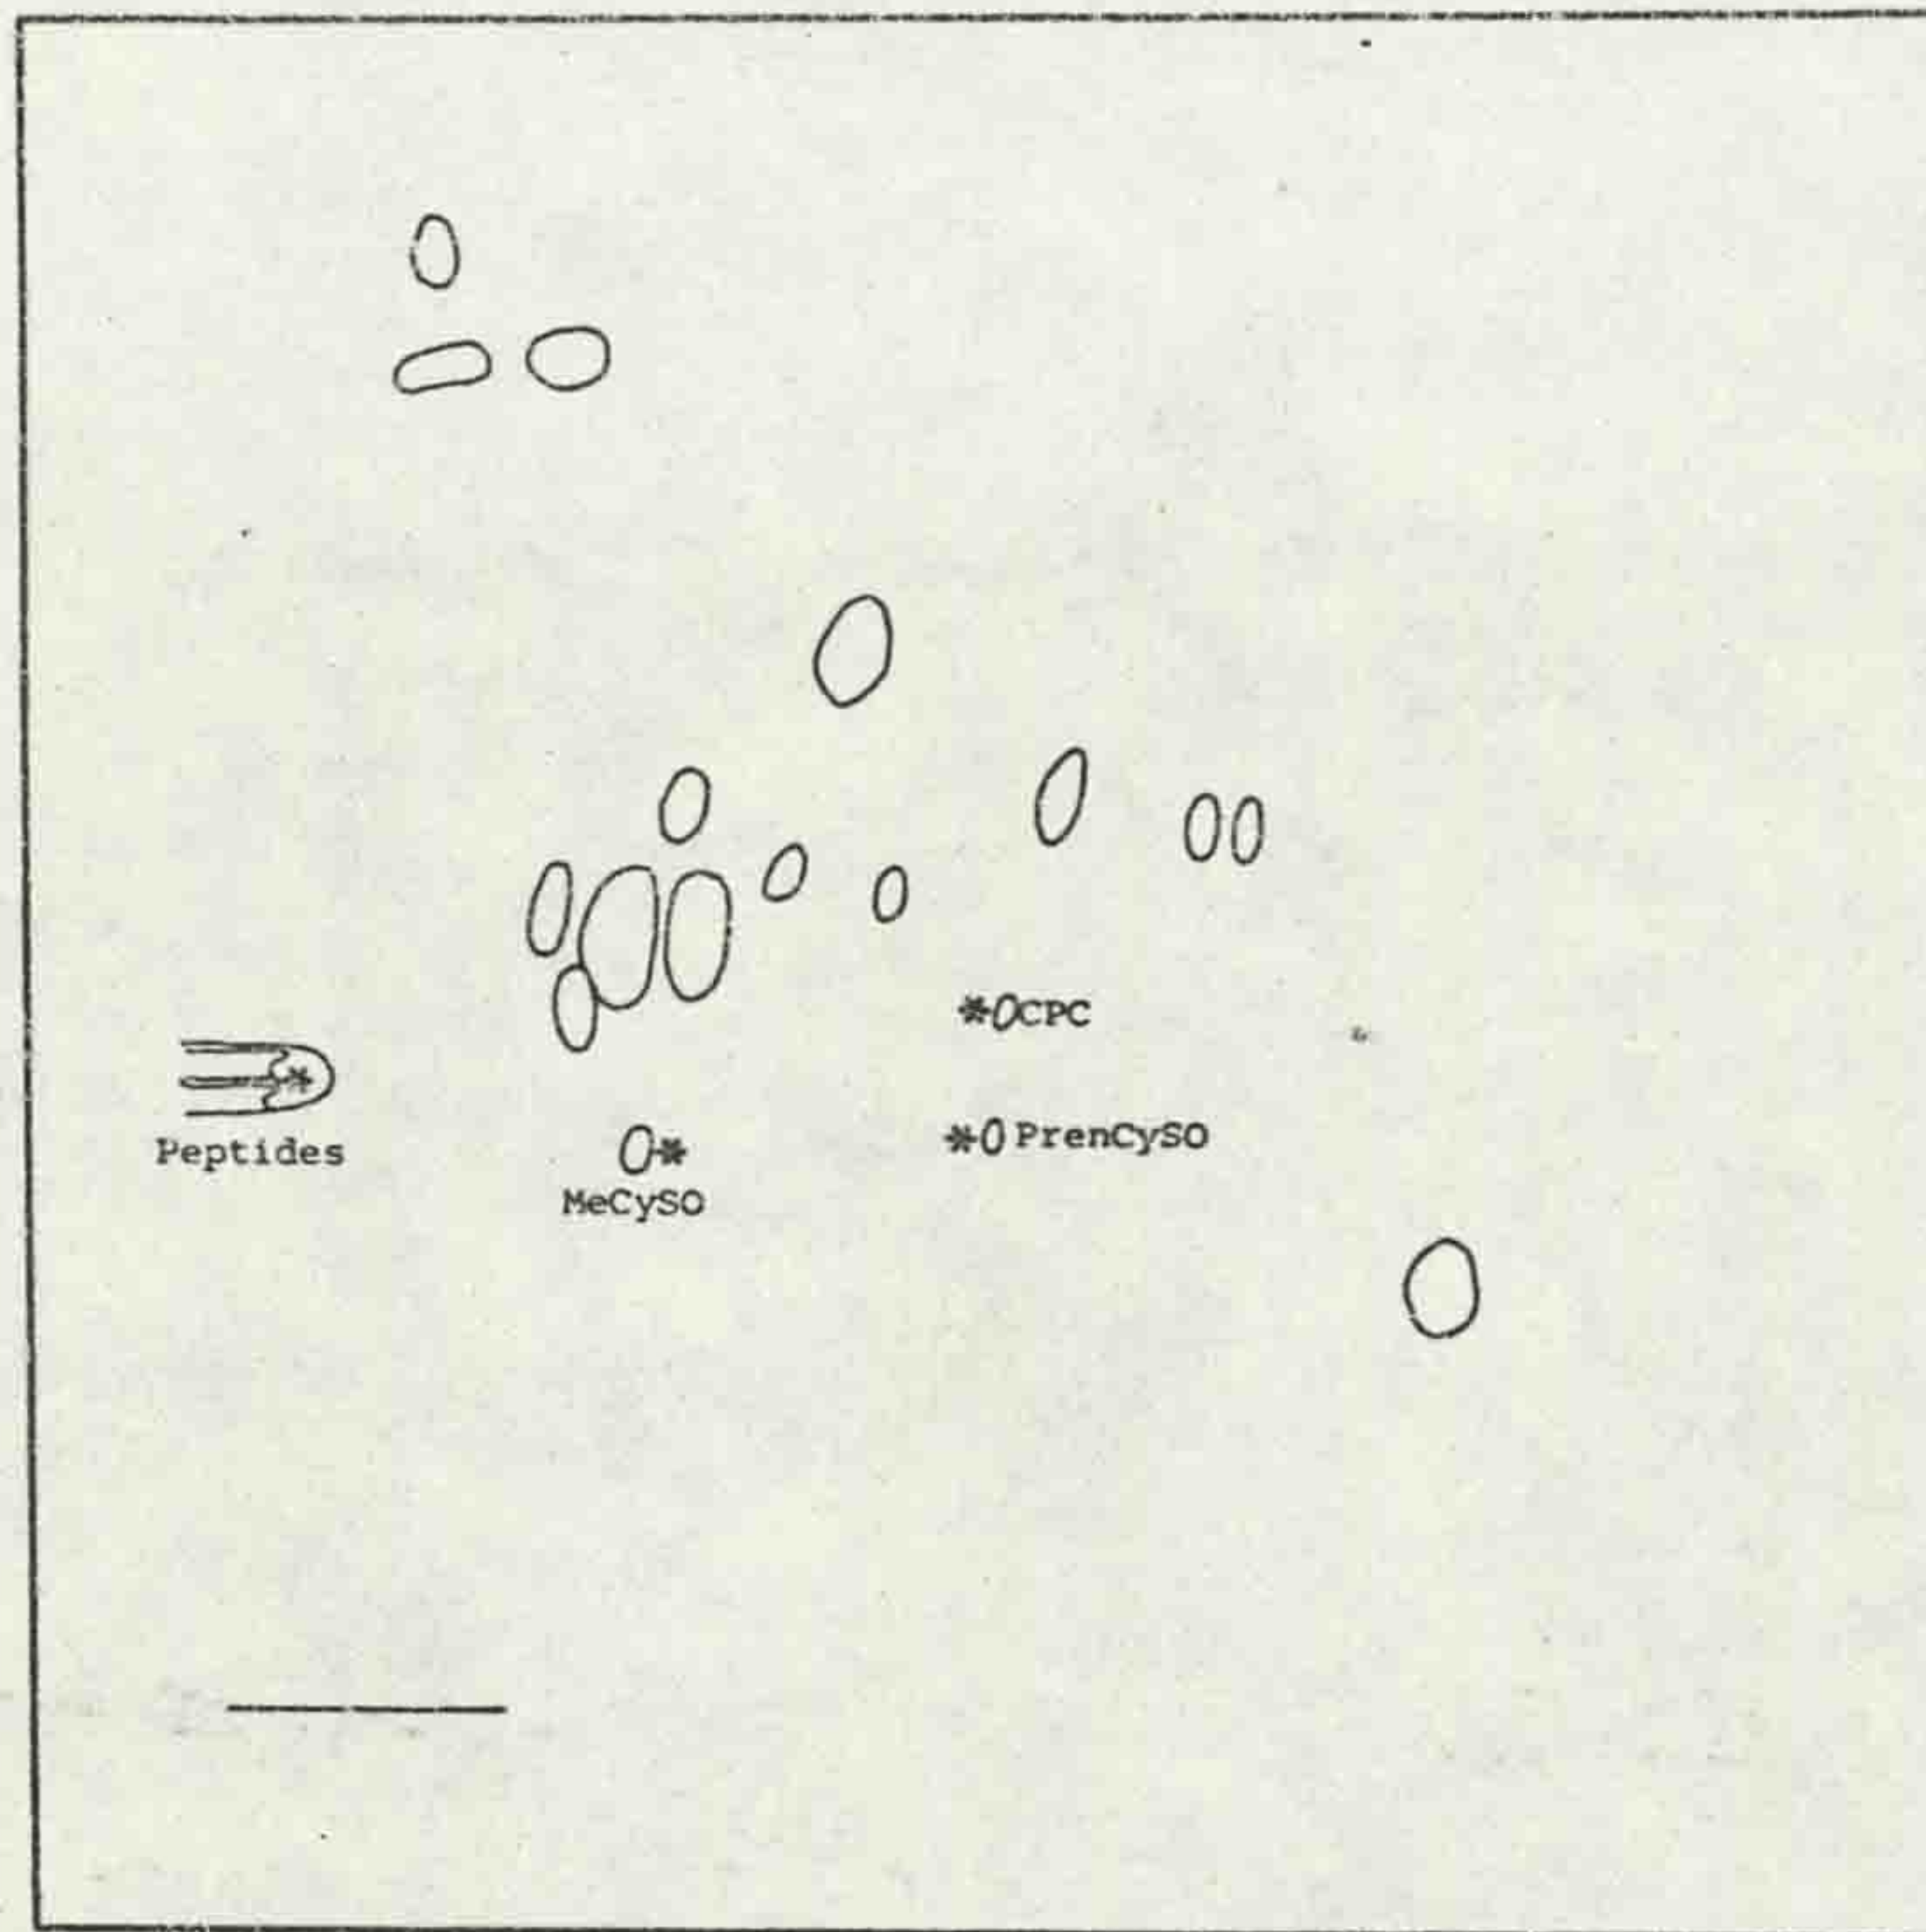 *CPC
*PrenCySO
*
Peptides
*
MeCySO